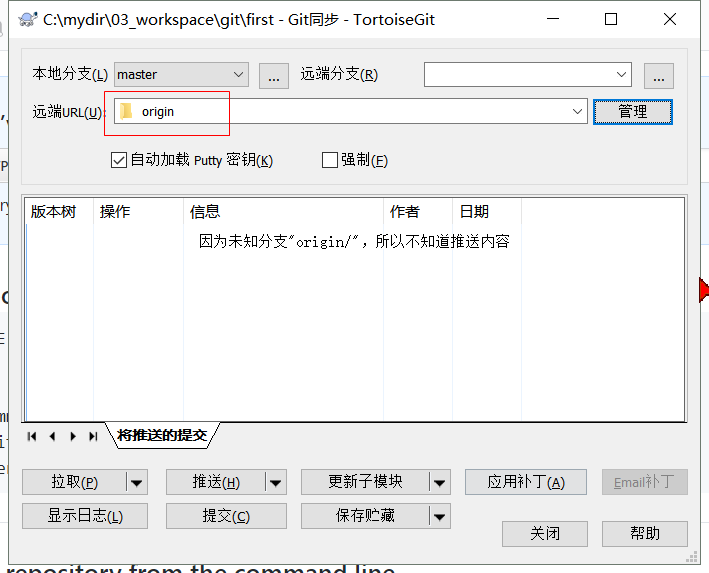 C:\mydir\03_workspace\git\first - Git同步 - TortoiseGit
本地分支(L) master ... 远端分支(R) ...
远端URL(U): origin 管理
自动加载 Putty 密钥(K) 强制(F)
版本树 操作 信息 作者 日期
因为未知分支"origin/"，所以不知道推送内容
将推送的提交
拉取(P) 推送(H) 更新子模块 应用补丁(A) Email补丁
显示日志(L) 提交(C) 保存贮藏
关闭 帮助
repository from the command line